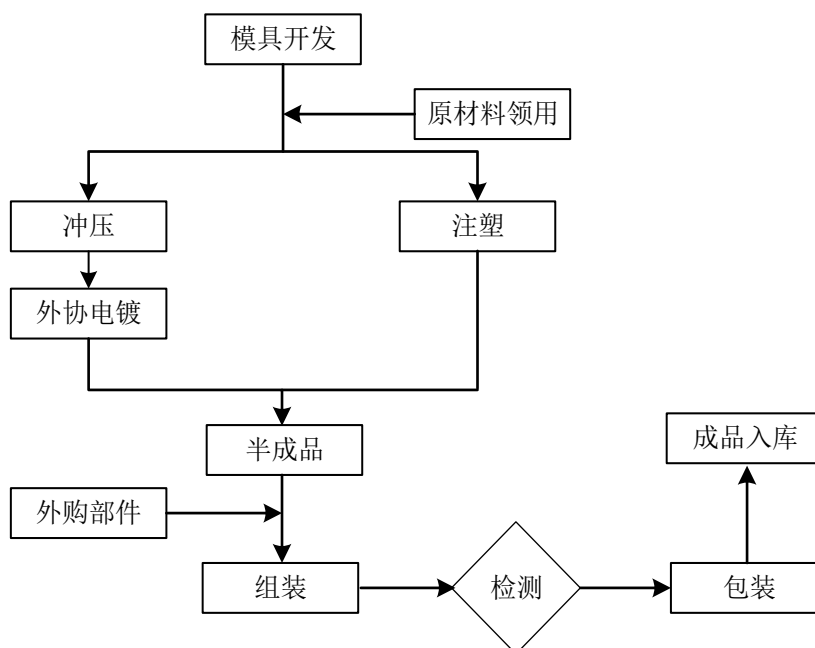 模具开发
原材料领用
冲压
注塑
外协电镀
半成品
成品入库
外购部件
组装
检测
包装